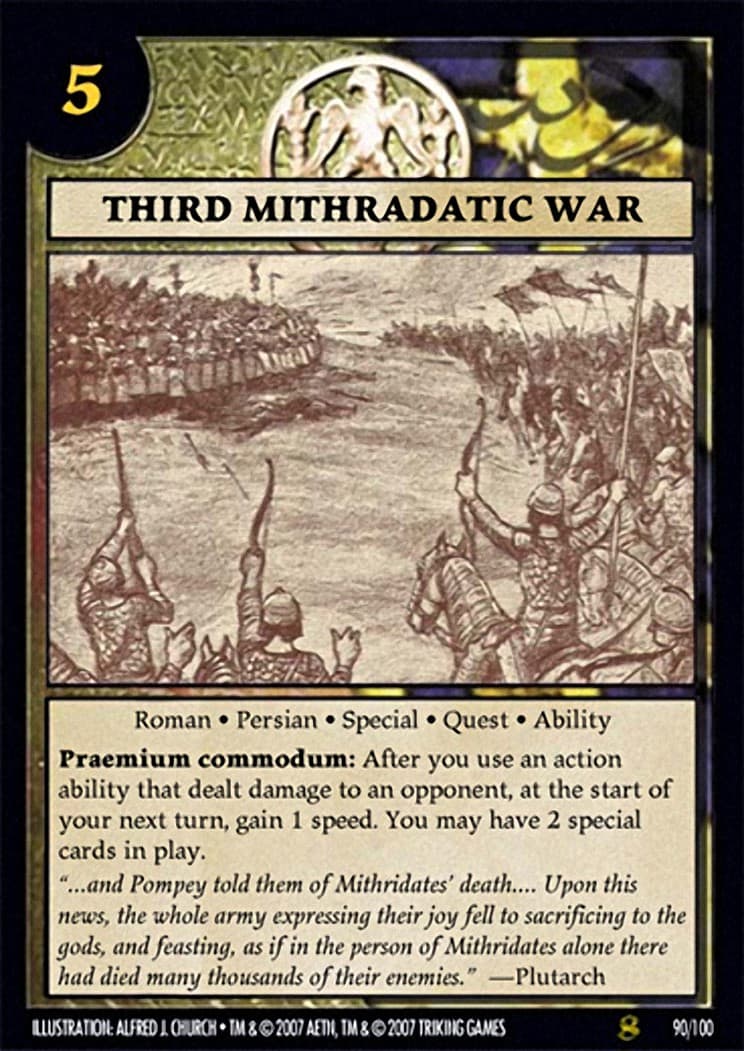 5
THIRD MITHRADATIC WAR
Roman • Persian • Special • Quest • Ability
Praemium commodum: After you use an action
ability that dealt damage to an opponent, at the start of
your next turn, gain 1 speed. You may have 2 special
cards in play.
“...and Pompey told them of Mithridates’ death.... Upon this
news, the whole army expressing their joy fell to sacrificing to the
gods, and feasting, as if in the person of Mithridates alone there
had died many thousands of their enemies.” —Plutarch
ILLUSTRATION: ALFRED J. CHURCH • TM & © 2007 AETN, TM & © 2007 TRIKING GAMES
8 90/100